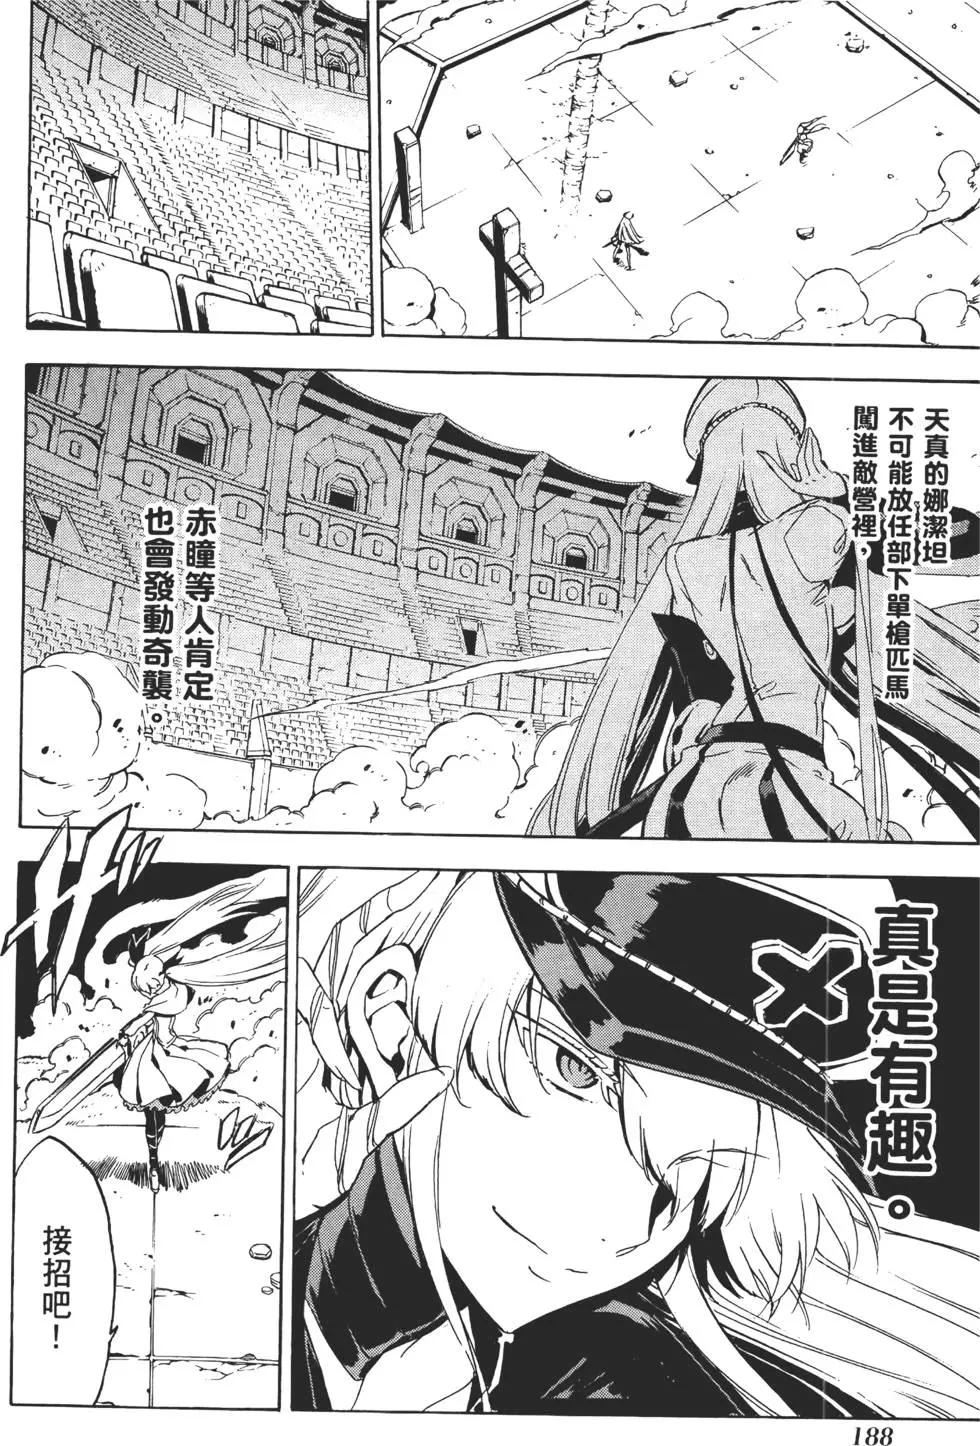 天真的娜潔坦
不可能放任部下單槍匹馬
闖進敵營裡，
赤瞳等人肯定
也會發動奇襲。
真是有趣。
接招吧！
188